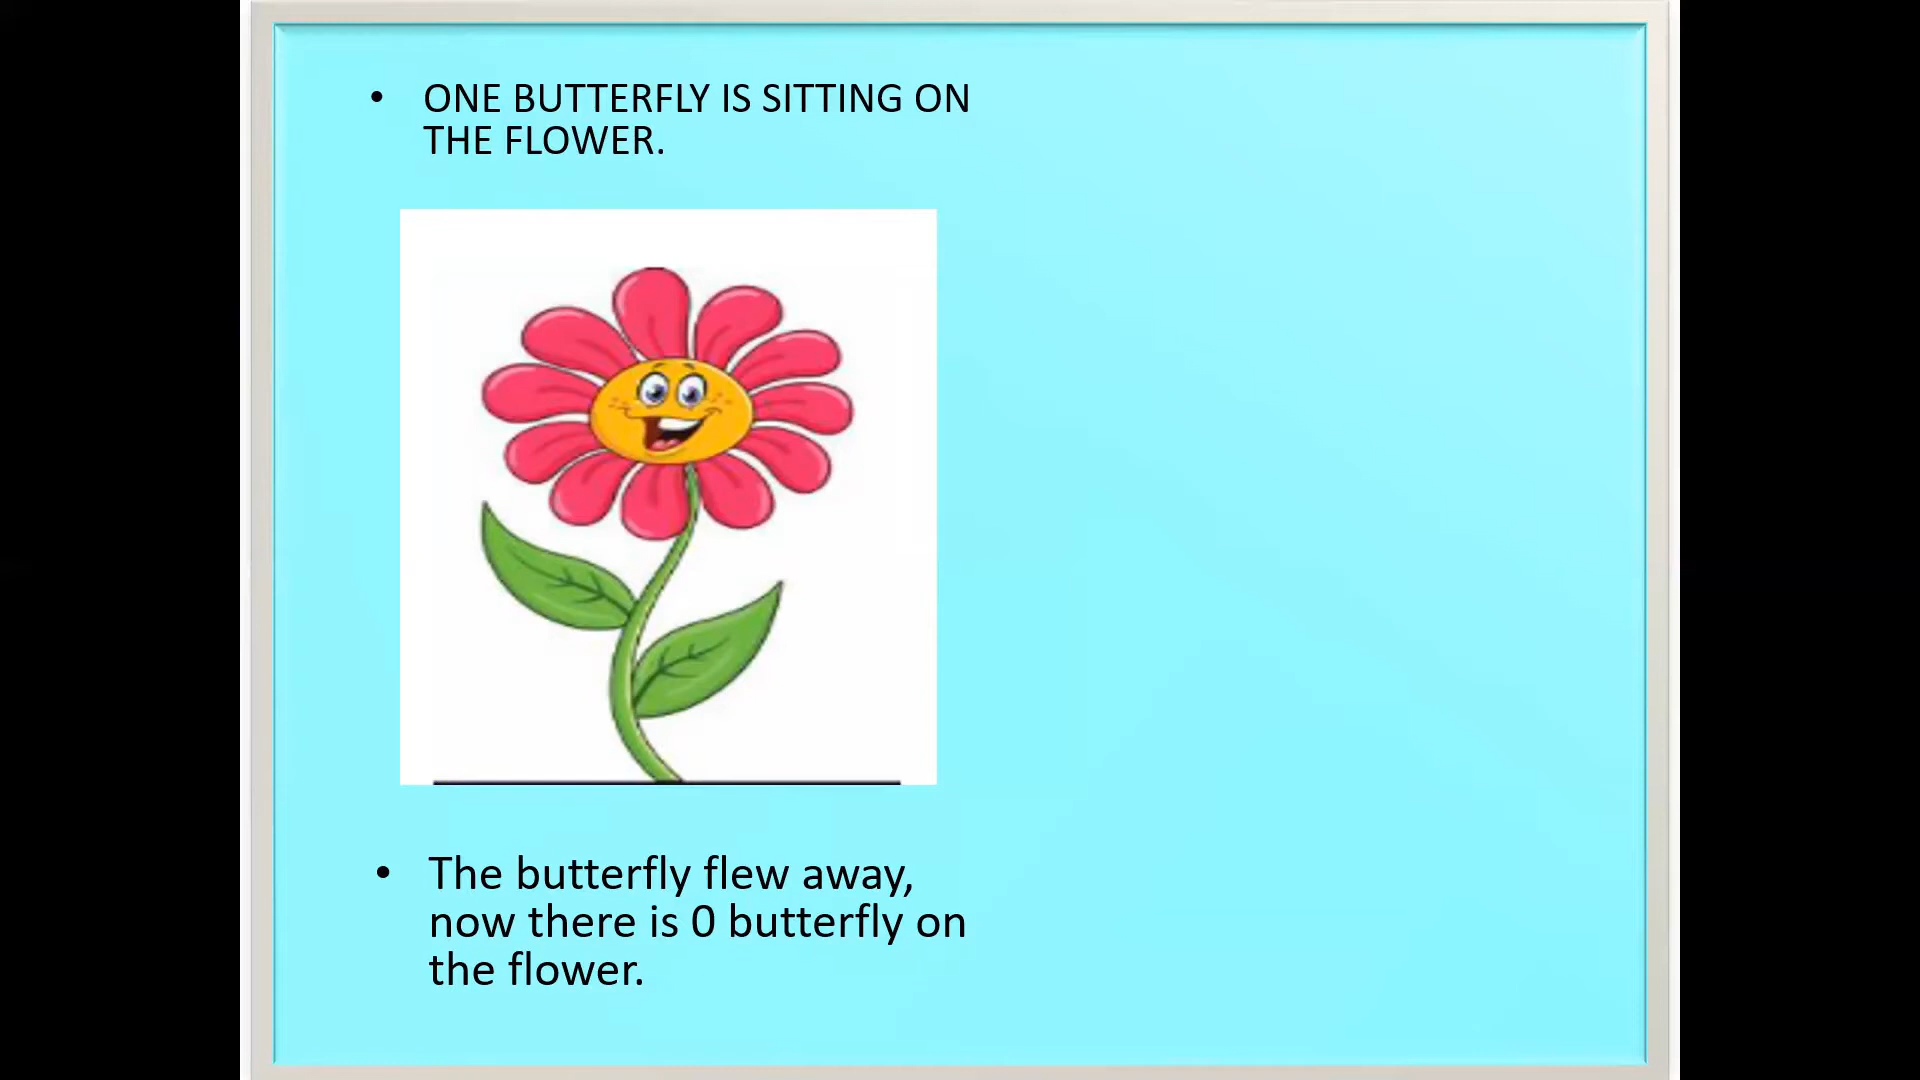 • ONE BUTTERFLY IS SITTING ON
THE FLOWER.
• The butterfly flew away,
now there is 0 butterfly on
the flower.